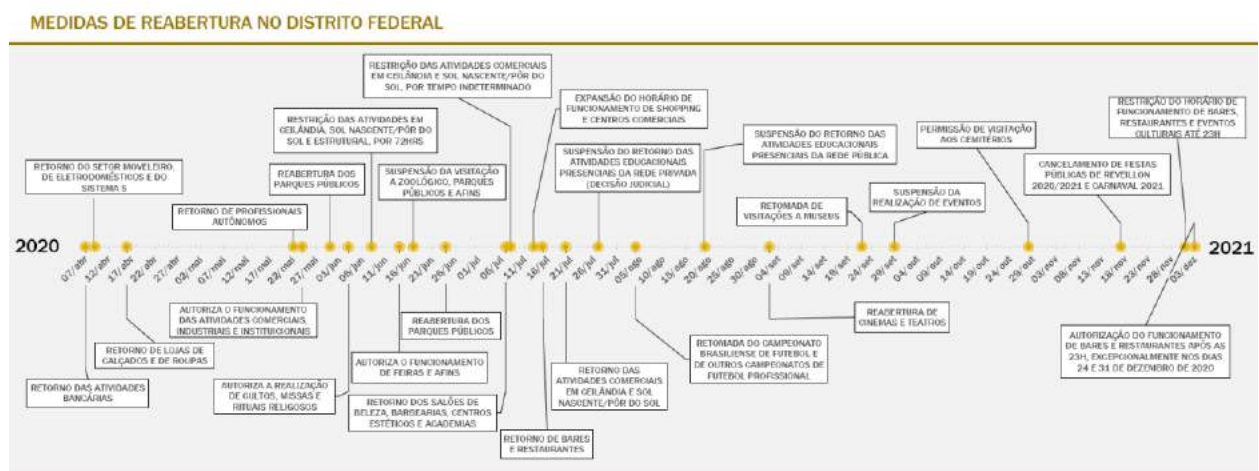 MEDIDAS DE REABERTURA NO DISTRITO FEDERAL
RESTRIÇÃO DAS ATIVIDADES COMERCIAIS
EM CEILÂNDIA E SOL NASCENTE/PÔR DO
SOL, POR TEMPO INDETERMINADO
EXPANSÃO DO HORÁRIO DE
FUNCIONAMENTO DE SHOPPING
E CENTROS COMERCIAIS
RESTRIÇÃO DO HORÁRIO DE
FUNCIONAMENTO DE BARES,
RESTAURANTES E EVENTOS
CULTURAIS ATÉ 23H
RESTRIÇÃO DAS ATIVIDADES EM
CEILÂNDIA, SOL NASCENTE/PÔR DO
SOL E ESTRUTURAL, POR 72HRS
SUSPENSÃO DO RETORNO DAS
ATIVIDADES EDUCACIONAIS
PRESENCIAIS DA REDE PÚBLICA
PERMISSÃO DE VISITAÇÃO
AOS CEMITÉRIOS
RETORNO DO SETOR MOVELEIRO,
DE ELETRODOMÉSTICOS E DO
SISTEMA S
REABERTURA DOS
PARQUES PÚBLICOS
SUSPENSÃO DA VISITAÇÃO
A ZOOLÓGICO, PARQUES
PÚBLICOS E AFINS
SUSPENSÃO DO RETORNO DAS
ATIVIDADES EDUCACIONAIS
PRESENCIAIS DA REDE PRIVADA
(DECISÃO JUDICIAL)
CANCELAMENTO DE FESTAS
PÚBLICAS DE REVEILLON
2020/2021 E CARNAVAL 2021
RETORNO DE PROFISSIONAIS
AUTÔNOMOS
RETOMADA DE
VISITAÇÕES A MUSEUS
SUSPENSÃO DA
REALIZAÇÃO DE EVENTOS
2020
2021
07/abr
12/abr
17/abr
22/abr
27/abr
02/mai
07/mai
12/mai
17/mai
22/mai
27/mai
01/jun
06/jun
11/jun
16/jun
21/jun
26/jun
01/jul
06/jul
11/jul
16/jul
21/jul
26/jul
31/jul
05/ago
10/ago
15/ago
20/ago
25/ago
30/ago
04/set
09/set
14/set
19/set
24/set
29/set
04/out
09/out
14/out
19/out
24/out
29/out
03/nov
08/nov
13/nov
18/nov
23/nov
28/nov
03/dez
AUTORIZA O FUNCIONAMENTO
DAS ATIVIDADES COMERCIAIS,
INDUSTRIAIS E INSTITUCIONAIS
REABERTURA DOS
PARQUES PÚBLICOS
REABERTURA DE
CINEMAS E TEATROS
RETORNO DE LOJAS DE
CALÇADOS E DE ROUPAS
AUTORIZA O FUNCIONAMENTO
DE FEIRAS E AFINS
RETOMADA DO CAMPEONATO
BRASILIENSE DE FUTEBOL E
DE OUTROS CAMPEONATOS DE
FUTEBOL PROFISSIONAL
AUTORIZAÇÃO DO FUNCIONAMENTO
DE BARES E RESTAURANTES APÓS AS
23H, EXCEPCIONALMENTE NOS DIAS
24 E 31 DE DEZEMBRO DE 2020
RETORNO DAS ATIVIDADES
BANCÁRIAS
AUTORIZA A REALIZAÇÃO
DE CULTOS, MISSAS E
RITUAIS RELIGOSOS
RETORNO DAS
ATIVIDADES COMERCIAIS
EM CEILÂNDIA E SOL
NASCENTE/PÔR DO SOL
RETORNO DOS SALÕES DE
BELEZA, BARBEARIAS, CENTROS
ESTÉTICOS E ACADEMIAS
RETORNO DE BARES
E RESTAURANTES